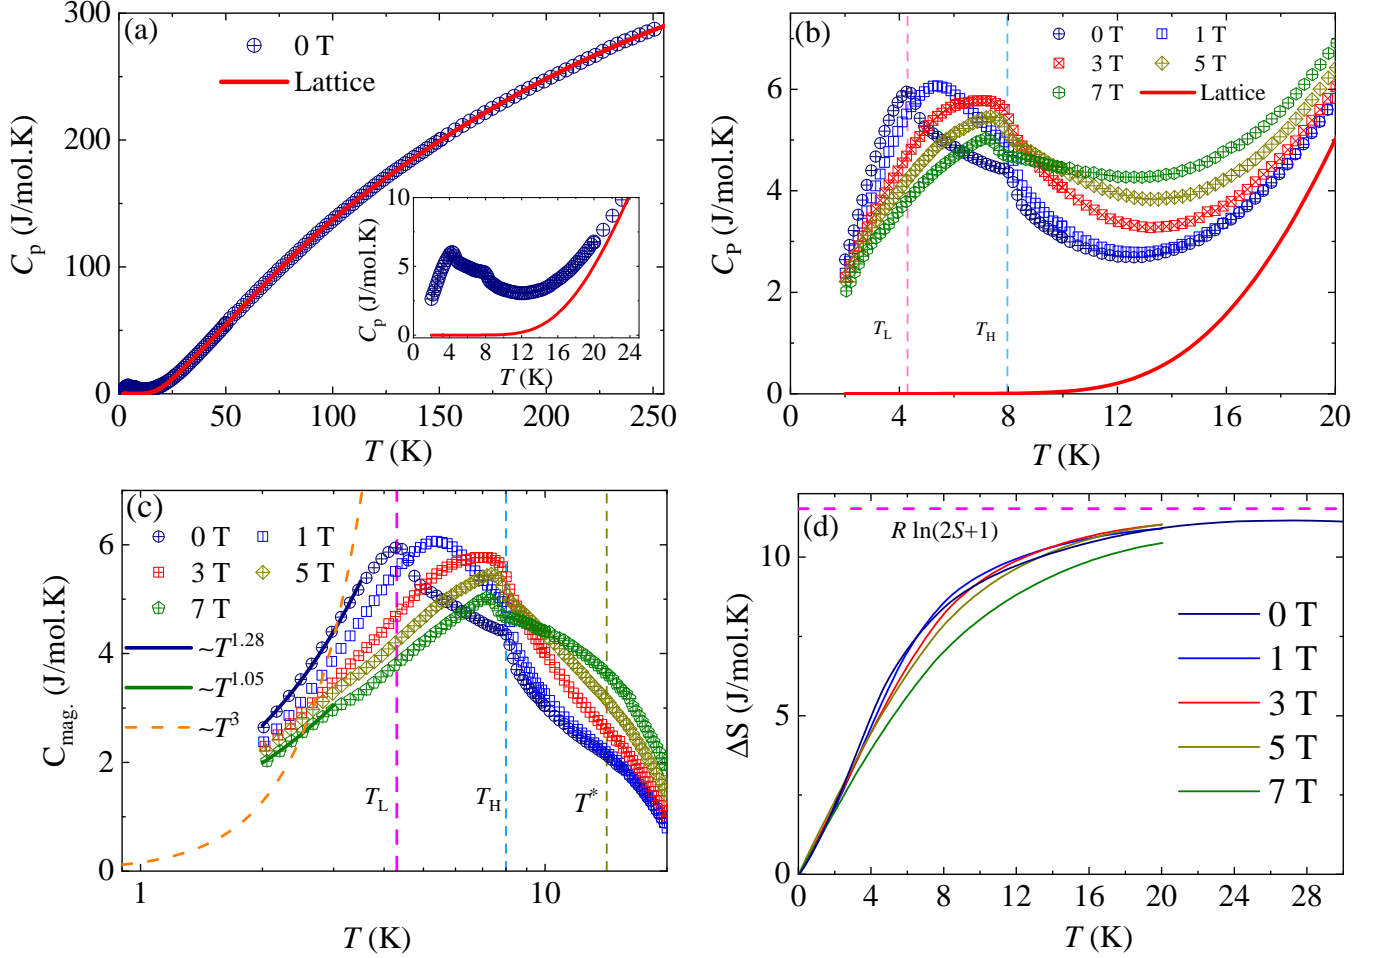 (a)
0 T
Lattice
C_p (J/mol.K)
300
200
100
0
0 50 100 150 200 250
T (K)
C_p (J/mol.K)
10
5
0
0 4 8 12 16 20 24
T (K)
(b)
0 T 1 T
3 T 5 T
7 T Lattice
C_P (J/mol.K)
6
4
2
0
T_L T_H
0 4 8 12 16 20
T (K)
(c)
0 T 1 T
3 T 5 T
7 T
~T^1.28
~T^1.05
~T^3
C_mag. (J/mol.K)
6
4
2
0
T_L T_H T^*
1 10
T (K)
(d)
R ln(2S+1)
0 T
1 T
3 T
5 T
7 T
ΔS (J/mol.K)
10
5
0
0 4 8 12 16 20 24 28
T (K)